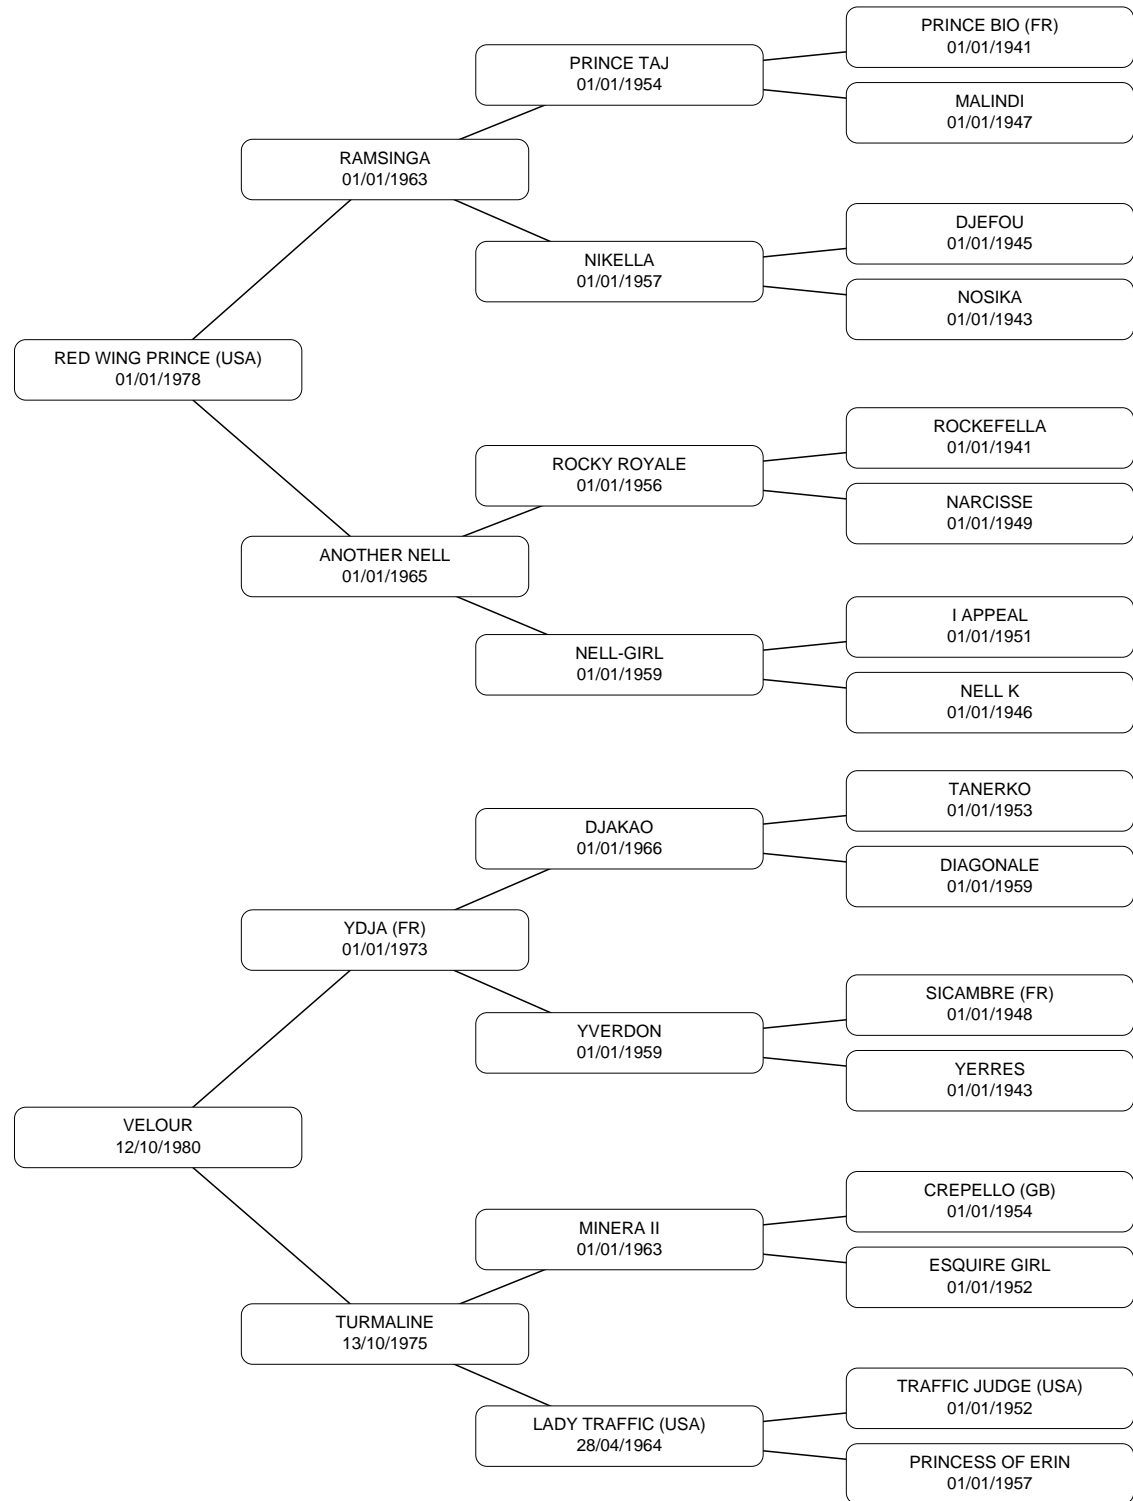 PRINCE BIO (FR)
01/01/1941
PRINCE TAJ
01/01/1954
MALINDI
01/01/1947
RAMSINGA
01/01/1963
DJEFOU
01/01/1945
NIKELLA
01/01/1957
NOSIKA
01/01/1943
RED WING PRINCE (USA)
01/01/1978
ROCKEFELLA
01/01/1941
ROCKY ROYALE
01/01/1956
NARCISSE
01/01/1949
ANOTHER NELL
01/01/1965
I APPEAL
01/01/1951
NELL-GIRL
01/01/1959
NELL K
01/01/1946
TANERKO
01/01/1953
DJAKAO
01/01/1966
DIAGONALE
01/01/1959
YDJA (FR)
01/01/1973
SICAMBRE (FR)
01/01/1948
YVERDON
01/01/1959
YERRES
01/01/1943
VELOUR
12/10/1980
CREPELLO (GB)
01/01/1954
MINERA II
01/01/1963
ESQUIRE GIRL
01/01/1952
TURMALINE
13/10/1975
TRAFFIC JUDGE (USA)
01/01/1952
LADY TRAFFIC (USA)
28/04/1964
PRINCESS OF ERIN
01/01/1957